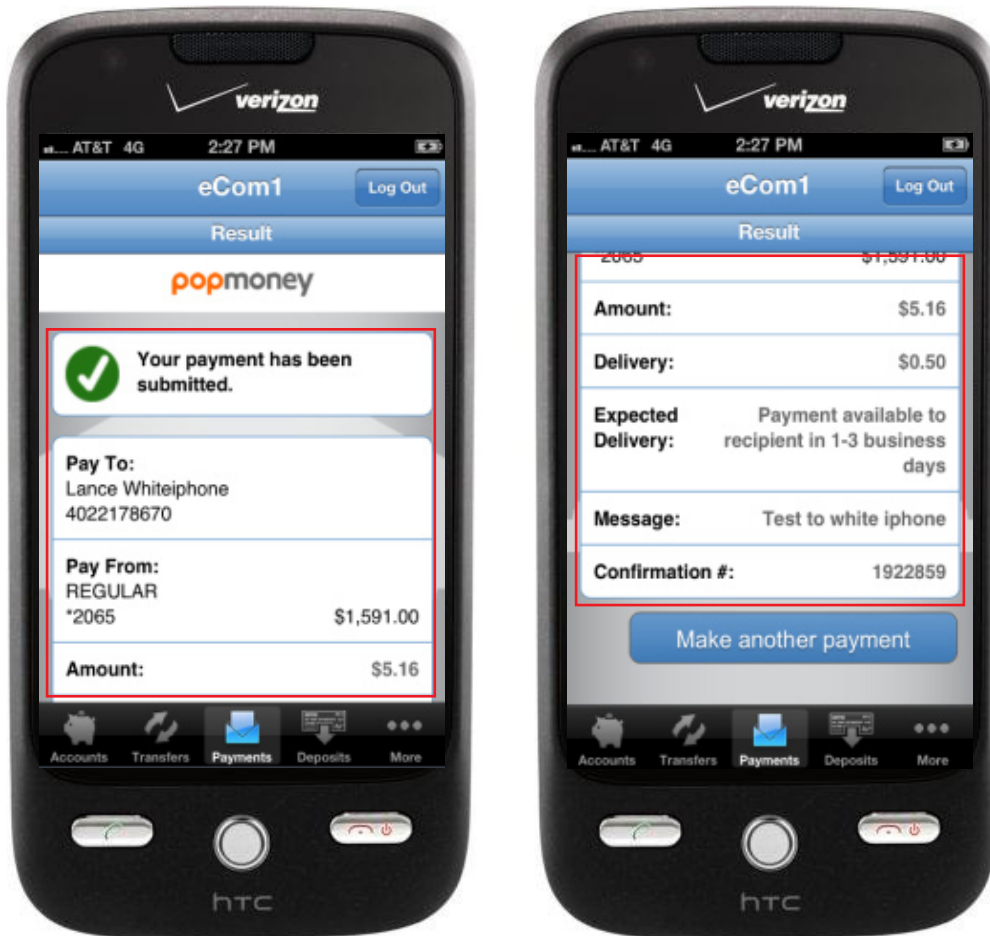 verizon
AT&T 4G 2:27 PM
eCom1 Log Out
Result
popmoney
Your payment has been
submitted.
Pay To:
Lance Whiteiphone
4022178670
Pay From:
REGULAR
*2065 $1,591.00
Amount: $5.16
Accounts Transfers Payments Deposits More
hTC
verizon
AT&T 4G 2:27 PM
eCom1 Log Out
Result
*2065 $1,591.00
Amount: $5.16
Delivery: $0.50
Expected Payment available to
Delivery: recipient in 1-3 business
days
Message: Test to white iphone
Confirmation #: 1922859
Make another payment
Accounts Transfers Payments Deposits More
hTC